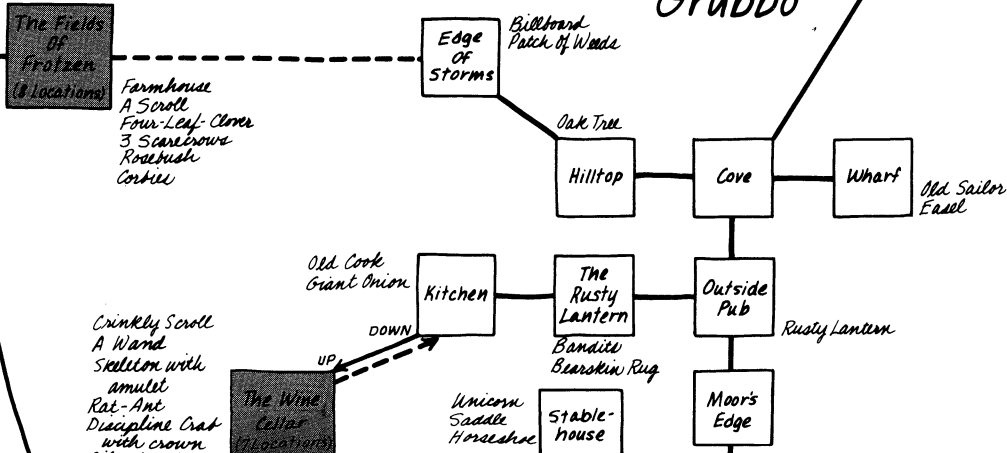 Grubbo
The Fields
Of
Frotzen
(8 Locations)
Farmhouse
A Scroll
Four-Leaf-Clover
3 Scarecrows
Rosebush
Corbies
Edge
Of
Storms
Billboard
Patch Of Weeds
Oak Tree
Hilltop
Cove
Wharf
Old Sailor
Easel
Old Cook
Giant Onion
Kitchen
The
Rusty
Lantern
Bandits
Bearskin Rug
Outside
Pub
Rusty Lantern
DOWN
UP
Crinkly Scroll
A Wand
Skeleton with
amulet
Rat-Ant
Discipline Crab
with crown
The Wine
Cellar
(7 Locations)
Unicorn
Saddle
Horseshoe
Stable-
house
Moor's
Edge